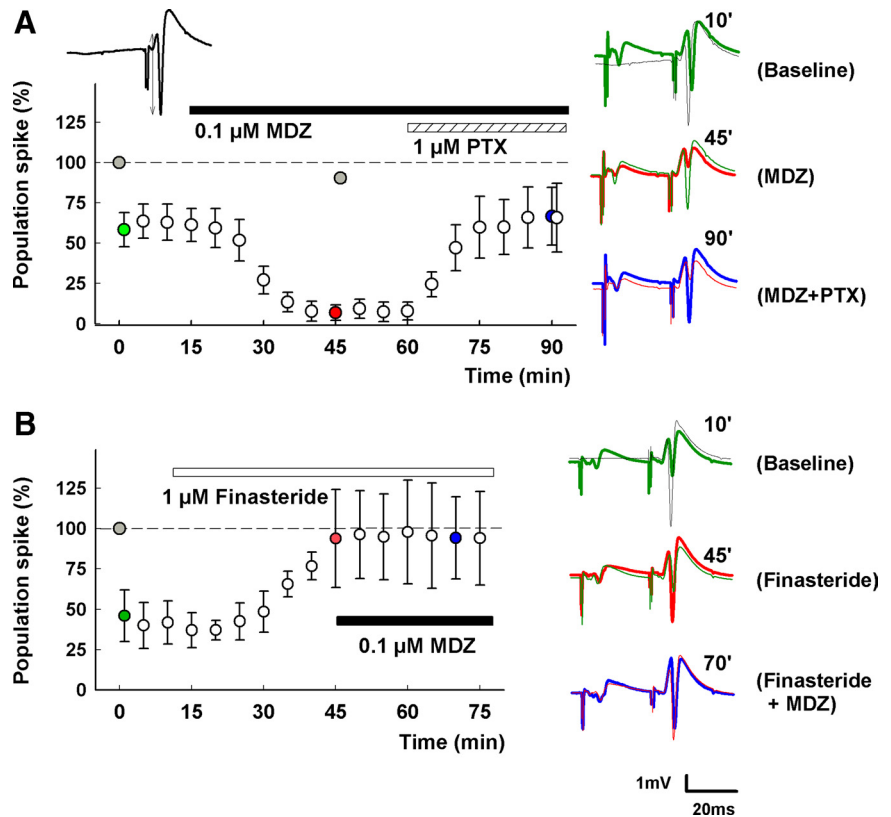 A
10'
(Baseline)
Population spike (%)
125
100
75
50
25
0
0.1 µM MDZ
1 µM PTX
45'
(MDZ)
90'
(MDZ+PTX)
0 15 30 45 60 75 90
Time (min)
B
10'
(Baseline)
Population spike (%)
125
100
75
50
25
0
1 µM Finasteride
0.1 µM MDZ
45'
(Finasteride)
70'
(Finasteride
+ MDZ)
0 15 30 45 60 75
Time (min)
1mV
20ms